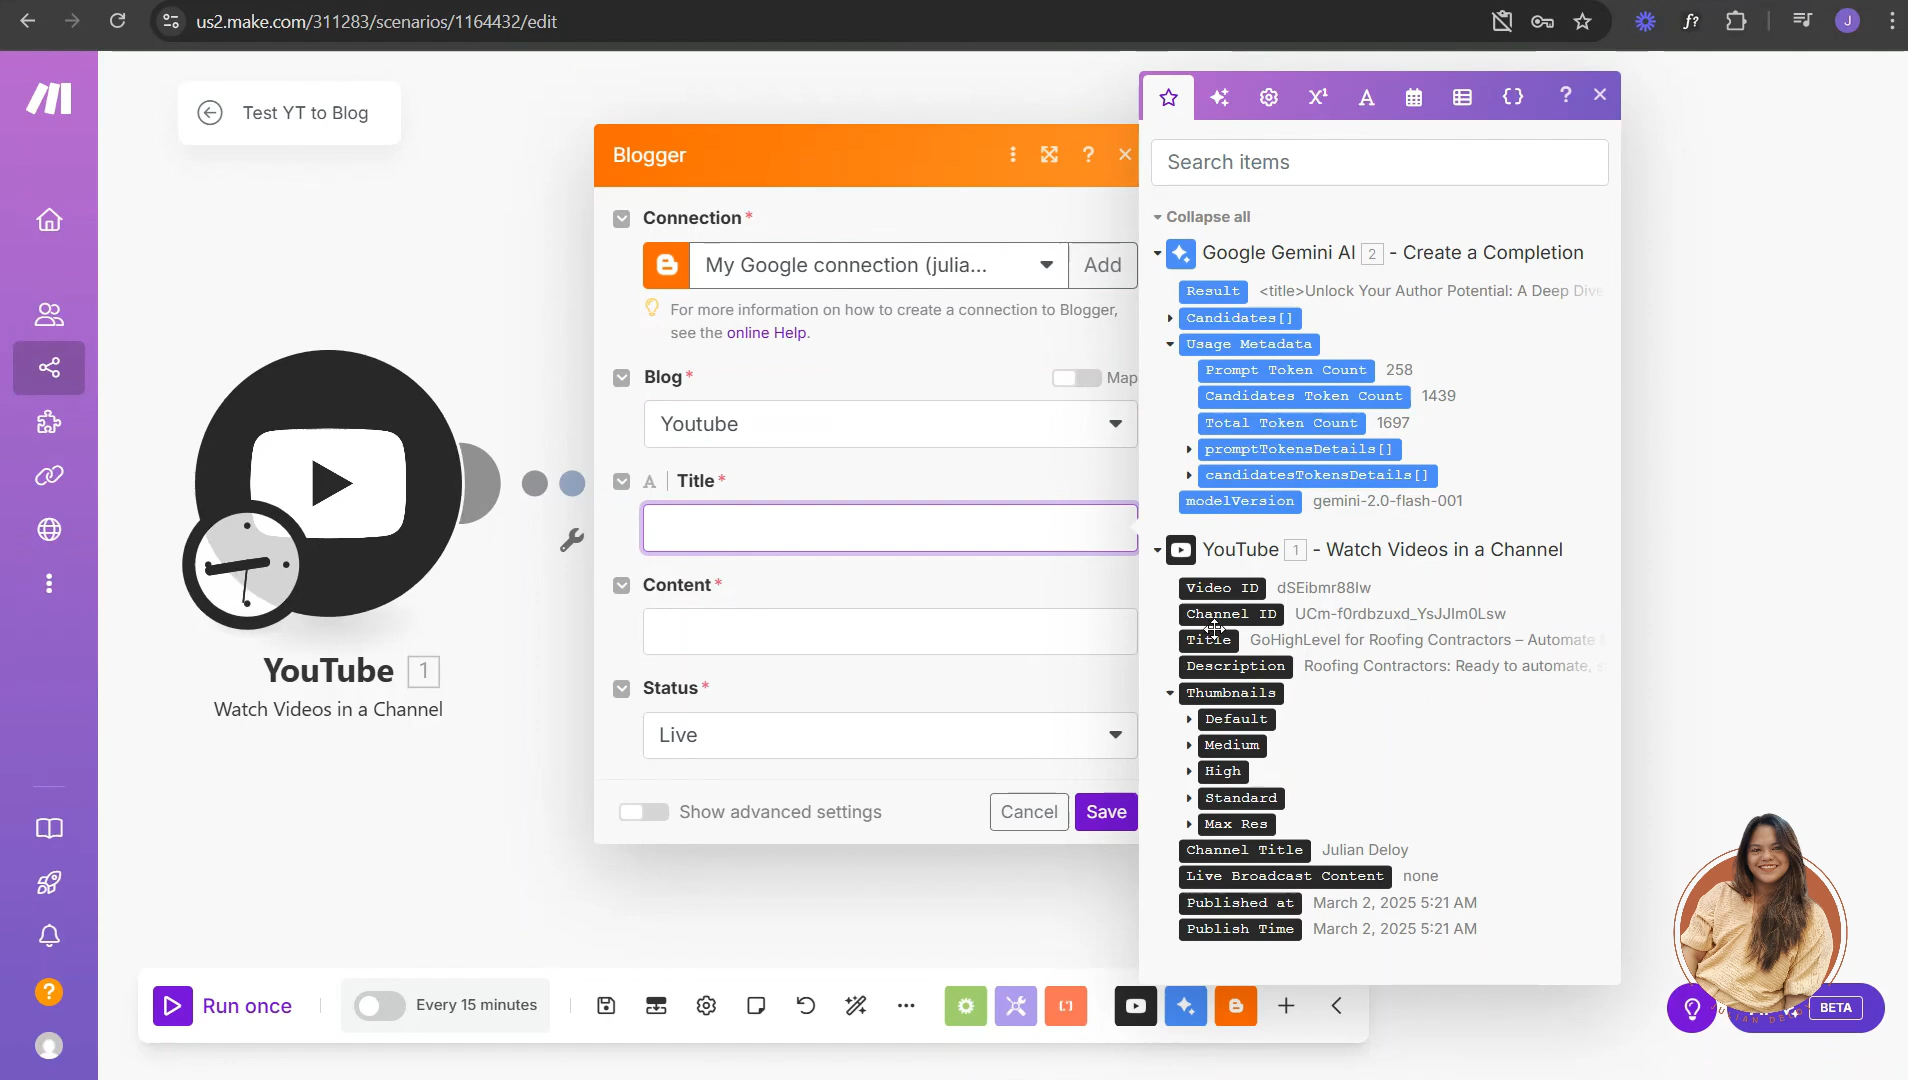 us2.make.com/311283/scenarios/1164432/edit
J
Test YT to Blog
YouTube 1
Watch Videos in a Channel
Blogger
Connection *
My Google connection (julia...
Add
For more information on how to create a connection to Blogger,
see the online Help.
Blog *
Map
Youtube
A | Title *
Content *
Status *
Live
Show advanced settings
Cancel
Save
Search items
Collapse all
Google Gemini AI 2 - Create a Completion
Result <title>Unlock Your Author Potential: A Deep Dive
Candidates[]
Usage Metadata
Prompt Token Count 258
Candidates Token Count 1439
Total Token Count 1697
promptTokensDetails[]
candidatesTokensDetails[]
modelVersion gemini-2.0-flash-001
YouTube 1 - Watch Videos in a Channel
Video ID dSEibmr88lw
Channel ID UCm-f0rdbzuxd_YsJJlm0Lsw
Title GoHighLevel for Roofing Contractors – Automate
Description Roofing Contractors: Ready to automate,
Thumbnails
Default
Medium
High
Standard
Max Res
Channel Title Julian Deloy
Live Broadcast Content none
Published at March 2, 2025 5:21 AM
Publish Time March 2, 2025 5:21 AM
Run once
Every 15 minutes
BETA